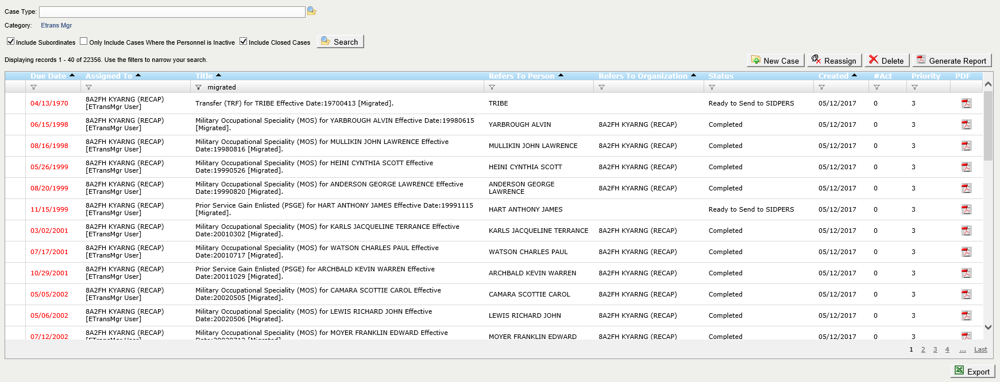 Case Type:
Category: Etrans Mgr
Include Subordinates Only Include Cases Where the Personnel is Inactive Include Closed Cases Search
Displaying records 1 - 40 of 22356. Use the filters to narrow your search.
New Case Reassign Delete Generate Report
Due Date Assigned To Title Refers To Person Refers To Organization Status Created #Act Priority PDF
migrated
04/13/1970 8A2FH KYARNG (RECAP) [ETransMgr User] Transfer (TRF) for TRIBE Effective Date:19700413 [Migrated]. TRIBE Ready to Send to SIDPERS 05/12/2017 0 3
06/15/1998 8A2FH KYARNG (RECAP) [ETransMgr User] Military Occupational Speciality (MOS) for YARBROUGH ALVIN Effective Date:19980615 [Migrated]. YARBROUGH ALVIN 8A2FH KYARNG (RECAP) Completed 05/12/2017 0 3
08/16/1998 8A2FH KYARNG (RECAP) [ETransMgr User] Military Occupational Speciality (MOS) for MULLIKIN JOHN LAWRENCE Effective Date:19980816 [Migrated]. MULLIKIN JOHN LAWRENCE 8A2FH KYARNG (RECAP) Completed 05/12/2017 0 3
05/26/1999 8A2FH KYARNG (RECAP) [ETransMgr User] Military Occupational Speciality (MOS) for HEINI CYNTHIA SCOTT Effective Date:19990526 [Migrated]. HEINI CYNTHIA SCOTT 8A2FH KYARNG (RECAP) Completed 05/12/2017 0 3
08/20/1999 8A2FH KYARNG (RECAP) [ETransMgr User] Military Occupational Speciality (MOS) for ANDERSON GEORGE LAWRENCE Effective Date:19990820 [Migrated]. ANDERSON GEORGE LAWRENCE 8A2FH KYARNG (RECAP) Completed 05/12/2017 0 3
11/15/1999 8A2FH KYARNG (RECAP) [ETransMgr User] Prior Service Gain Enlisted (PSGE) for HART ANTHONY JAMES Effective Date:19991115 [Migrated]. HART ANTHONY JAMES Ready to Send to SIDPERS 05/12/2017 0 3
03/02/2001 8A2FH KYARNG (RECAP) [ETransMgr User] Military Occupational Speciality (MOS) for KARLS JACQUELINE TERRANCE Effective Date:20010302 [Migrated]. KARLS JACQUELINE TERRANCE 8A2FH KYARNG (RECAP) Completed 05/12/2017 0 3
07/17/2001 8A2FH KYARNG (RECAP) [ETransMgr User] Military Occupational Speciality (MOS) for WATSON CHARLES PAUL Effective Date:20010717 [Migrated]. WATSON CHARLES PAUL 8A2FH KYARNG (RECAP) Completed 05/12/2017 0 3
10/29/2001 8A2FH KYARNG (RECAP) [ETransMgr User] Prior Service Gain Enlisted (PSGE) for ARCHBALD KEVIN WARREN Effective Date:20011029 [Migrated]. ARCHBALD KEVIN WARREN 8A2FH KYARNG (RECAP) Completed 05/12/2017 0 3
05/05/2002 8A2FH KYARNG (RECAP) [ETransMgr User] Military Occupational Speciality (MOS) for CAMARA SCOTTIE CAROL Effective Date:20020505 [Migrated]. CAMARA SCOTTIE CAROL 8A2FH KYARNG (RECAP) Completed 05/12/2017 0 3
05/06/2002 8A2FH KYARNG (RECAP) [ETransMgr User] Military Occupational Speciality (MOS) for LEWIS RICHARD JOHN Effective Date:20020506 [Migrated]. LEWIS RICHARD JOHN 8A2FH KYARNG (RECAP) Completed 05/12/2017 0 3
07/12/2002 8A2FH KYARNG (RECAP) [ETransMgr User] Military Occupational Speciality (MOS) for MOYER FRANKLIN EDWARD Effective Date:20020712 [Migrated]. MOYER FRANKLIN EDWARD 8A2FH KYARNG (RECAP) Completed 05/12/2017 0 3
1 2 3 4 ... Last
Export